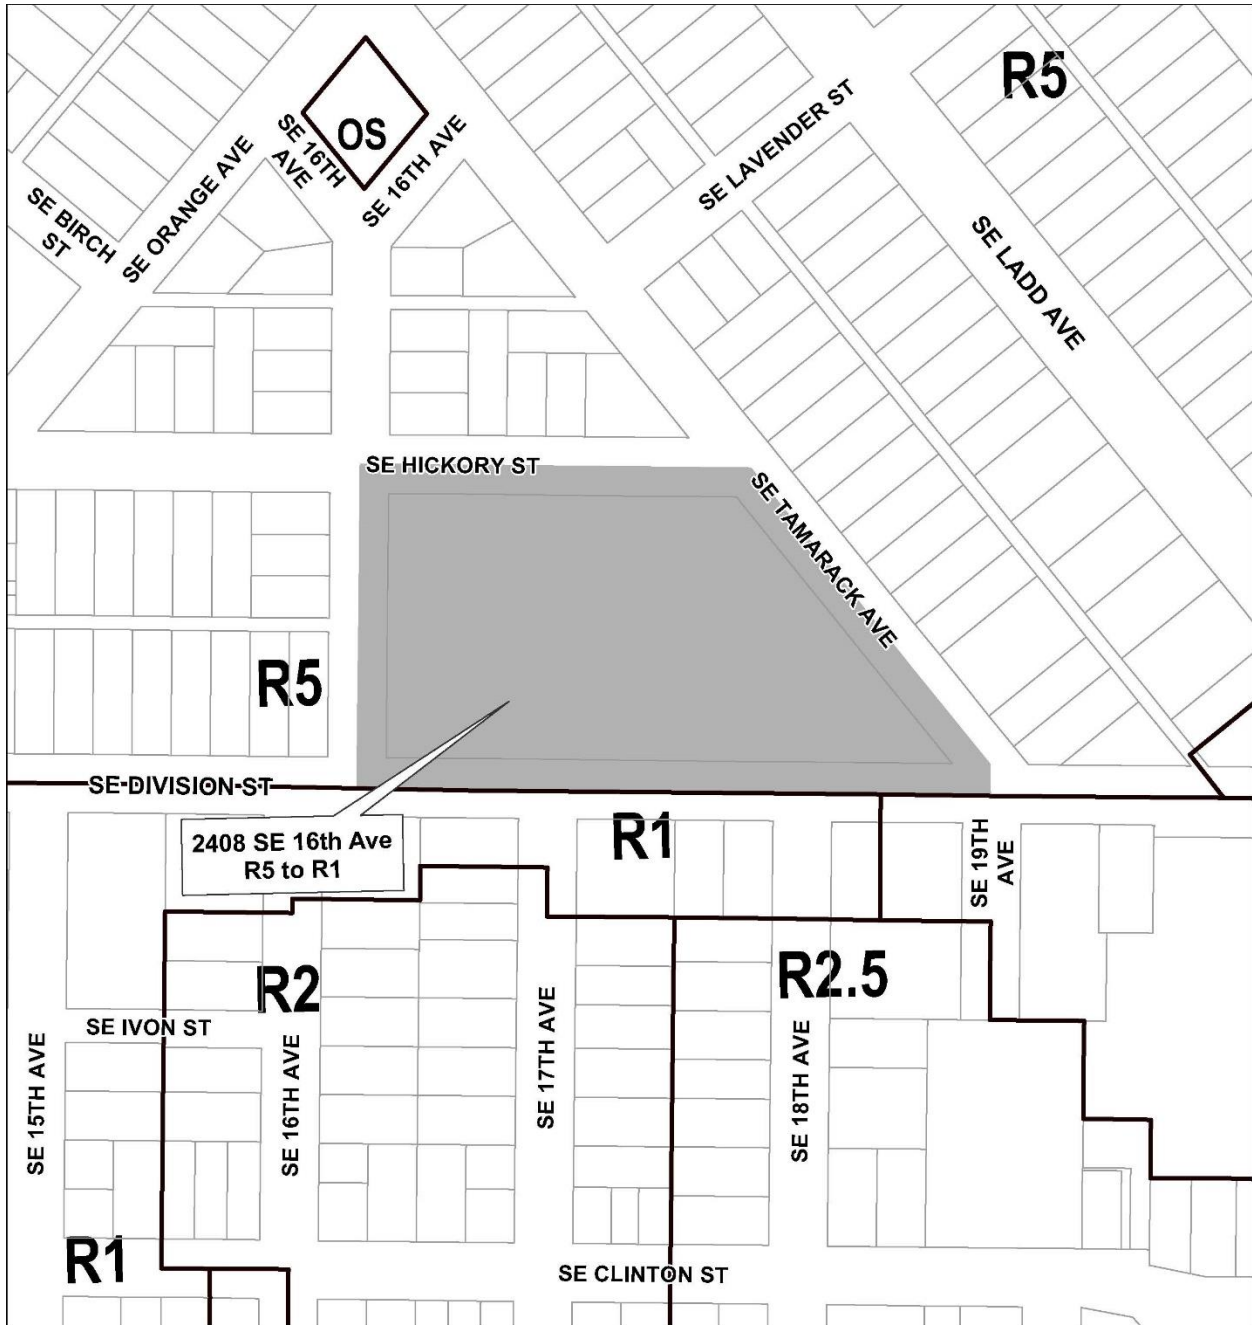 R5
OS
SE 16TH
AVE
SE 16TH AVE
SE LAVENDER ST
SE ORANGE AVE
SE BIRCH
ST
SE LADD AVE
SE HICKORY ST
SE TAMARACK AVE
R5
SE DIVISION ST
2408 SE 16th Ave
R5 to R1
R1
SE 19TH
AVE
R2
R2.5
SE IVON ST
SE 15TH AVE
SE 16TH AVE
SE 17TH AVE
SE 18TH AVE
R1
SE CLINTON ST